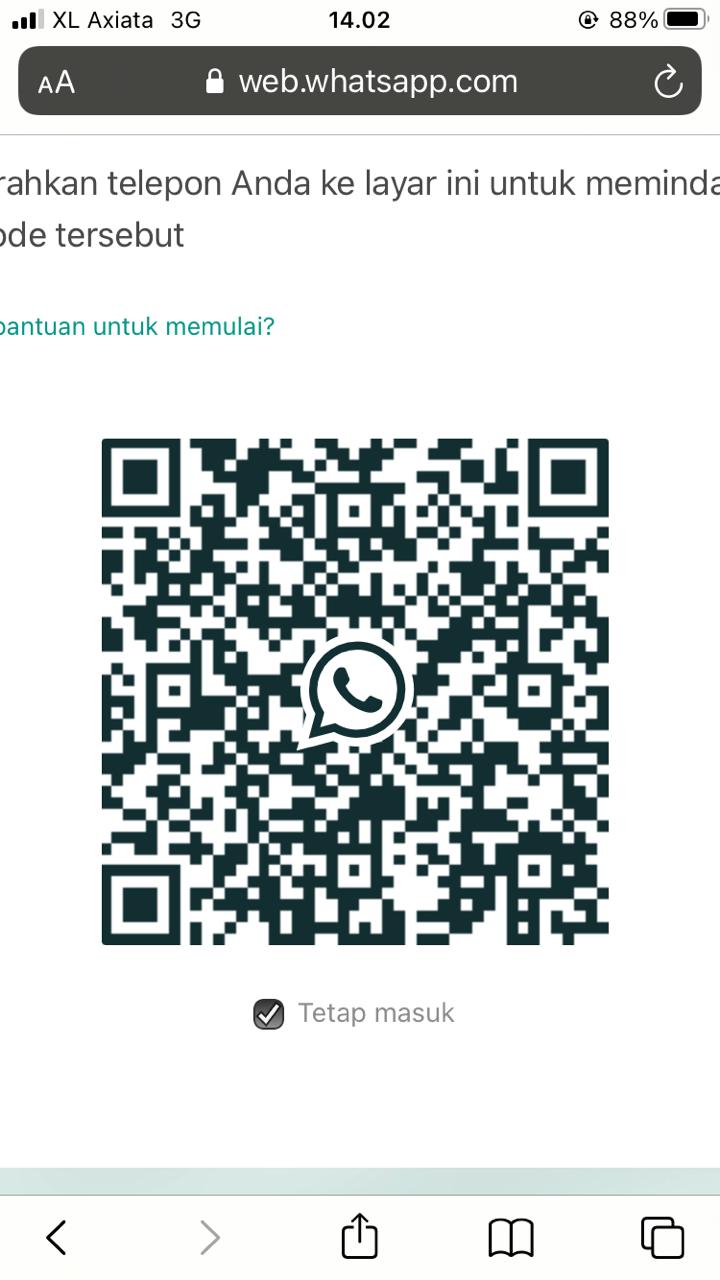 XL Axiata 3G 14.02 88%
AA web.whatsapp.com
rahkan telepon Anda ke layar ini untuk meminda
ode tersebut
bantuan untuk memulai?
Tetap masuk